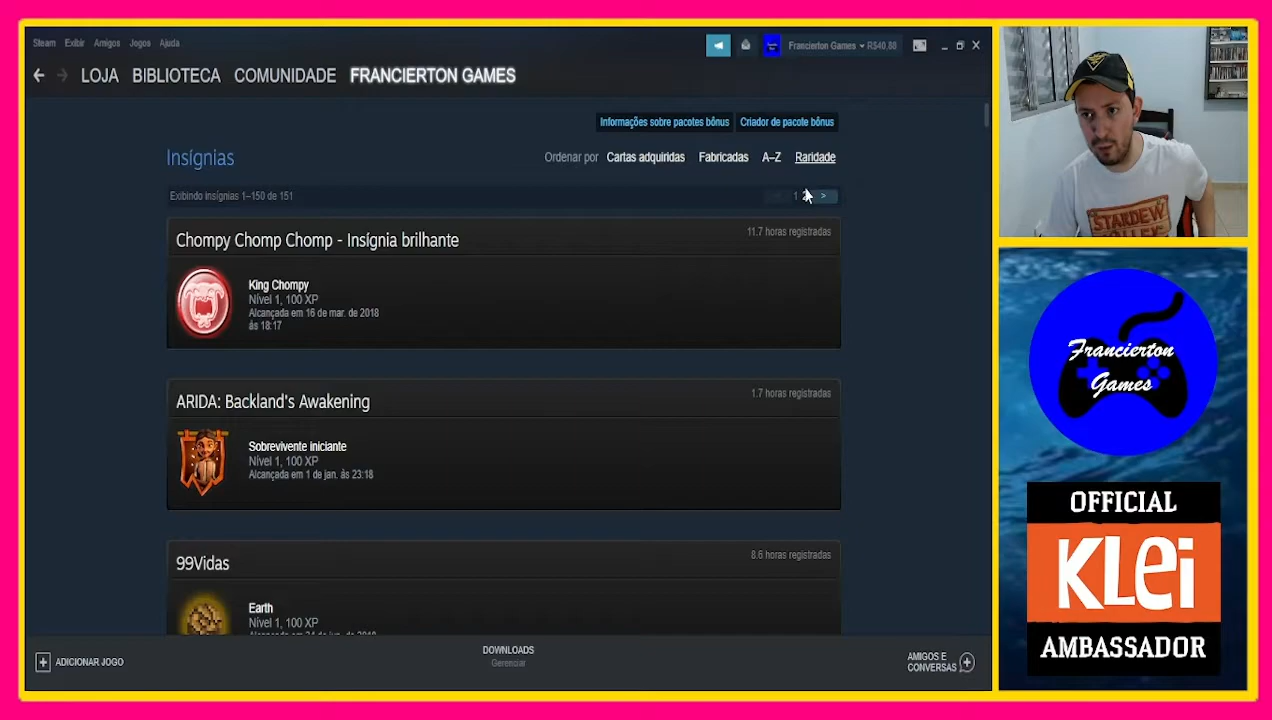 Steam Exibir Amigos Jogos Ajuda
Francierton Games R$40,88
LOJA BIBLIOTECA COMUNIDADE FRANCIERTON GAMES
Informações sobre pacotes bônus Criador de pacote bônus
Insígnias
Ordenar por Cartas adquiridas Fabricadas A–Z Raridade
Exibindo insígnias 1–150 de 151
1 >
Chompy Chomp Chomp - Insígnia brilhante
11.7 horas registradas
King Chompy
Nível 1, 100 XP
Alcançada em 16 de mar. de 2018
às 18:17
ARIDA: Backland's Awakening
1.7 horas registradas
Sobrevivente iniciante
Nível 1, 100 XP
Alcançada em 1 de jan. às 23:18
99Vidas
8.6 horas registradas
Earth
Nível 1, 100 XP
ADICIONAR JOGO
DOWNLOADS
Gerenciar
AMIGOS E
CONVERSAS
STARDEW
Francierton
Games
OFFICIAL
KLei
AMBASSADOR